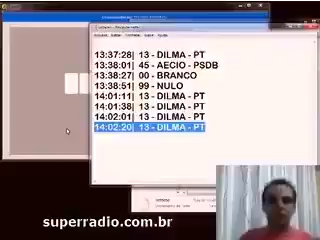 13:37:28| 13 - DILMA - PT
13:38:01| 45 - AECIO - PSDB
13:38:27| 00 - BRANCO
13:38:51| 99 - NULO
14:01:11| 13 - DILMA - PT
14:01:38| 13 - DILMA - PT
14:02:01| 13 - DILMA - PT
14:02:20| 13 - DILMA - PT
superradio.com.br